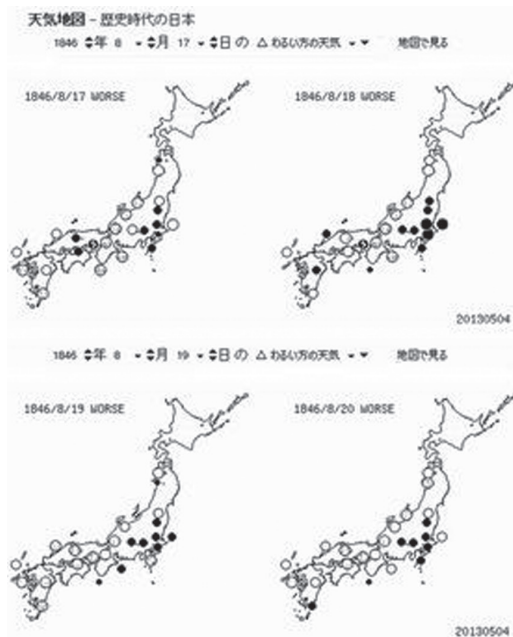 天気地図 - 歴史時代の日本
1846 年 8 月 17 日の △ わるい方の天気 地図で見る
1846/8/17 WORSE 1846/8/18 WORSE
20130504
1846 年 8 月 19 日の △ わるい方の天気 地図で見る
1846/8/19 WORSE 1846/8/20 WORSE
20130504